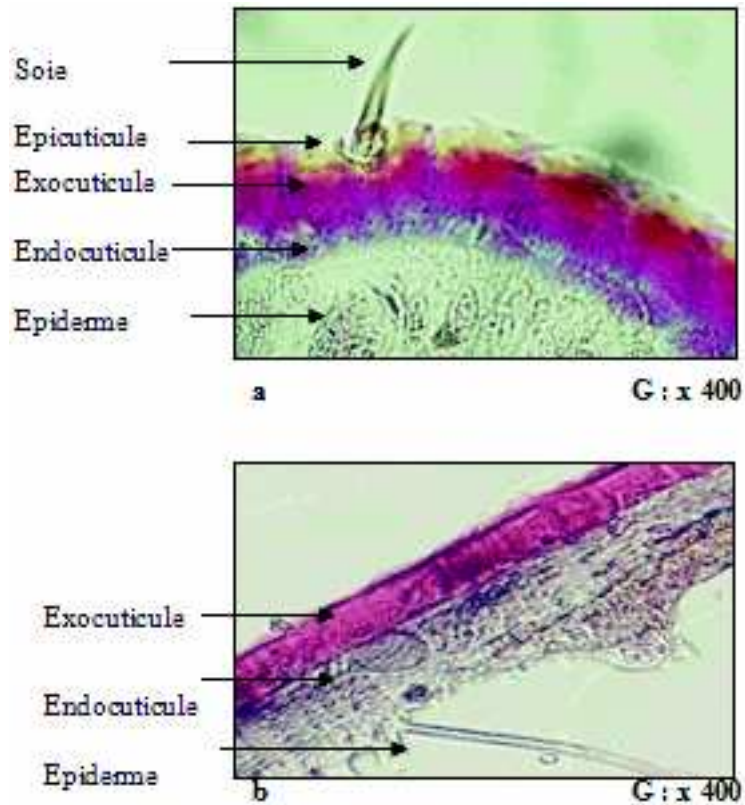 Soie
Epicuticule
Exocuticule
Endocuticule
Epiderme
a G : x 400
Exocuticule
Endocuticule
Epiderme
b G : x 400